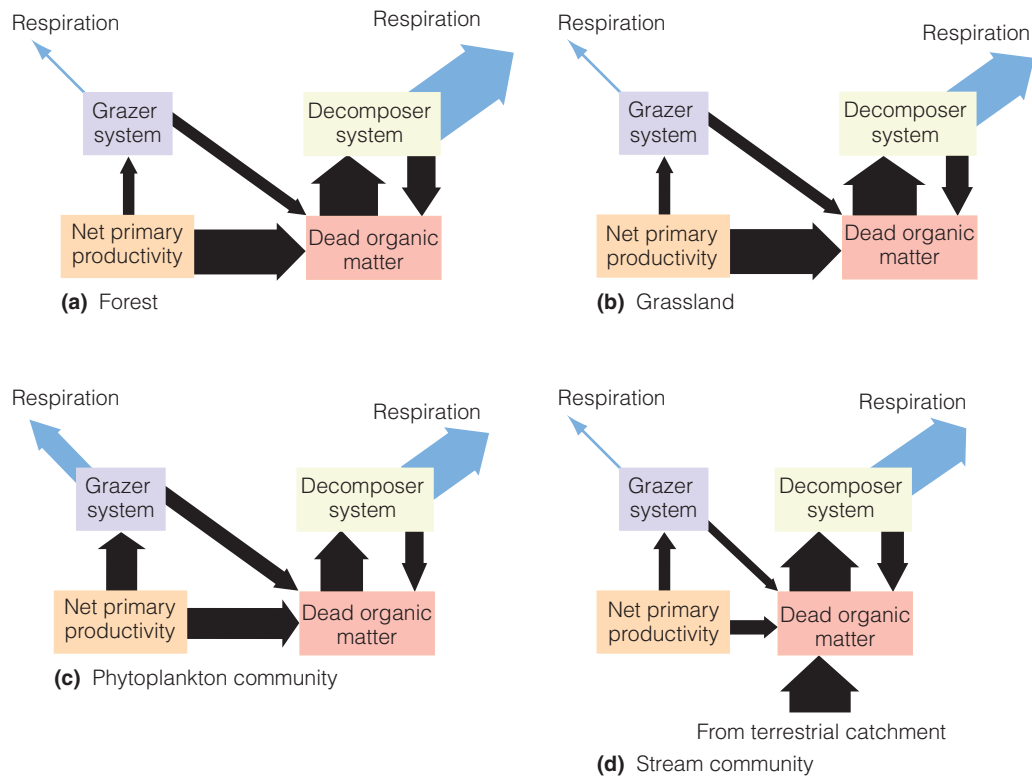 Respiration
Respiration
Grazer
system
Decomposer
system
Net primary
productivity
Dead organic
matter
(a) Forest
Respiration
Respiration
Grazer
system
Decomposer
system
Net primary
productivity
Dead organic
matter
(b) Grassland
Respiration
Respiration
Grazer
system
Decomposer
system
Net primary
productivity
Dead organic
matter
(c) Phytoplankton community
Respiration
Respiration
Grazer
system
Decomposer
system
Net primary
productivity
Dead organic
matter
From terrestrial catchment
(d) Stream community